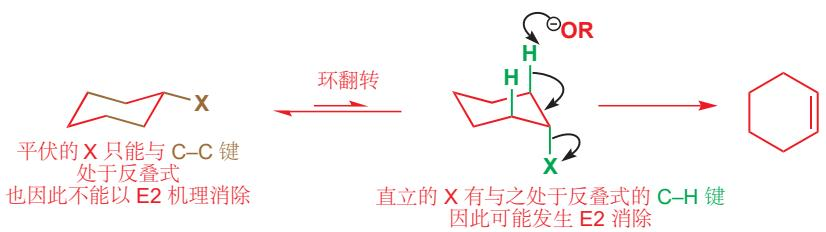 X
平伏的 X 只能与 C–C 键
处于反叠式
也因此不能以 E2 机理消除
环翻转
⊖OR
H
H
X
直立的 X 有与之处于反叠式的 C–H 键
因此可能发生 E2 消除